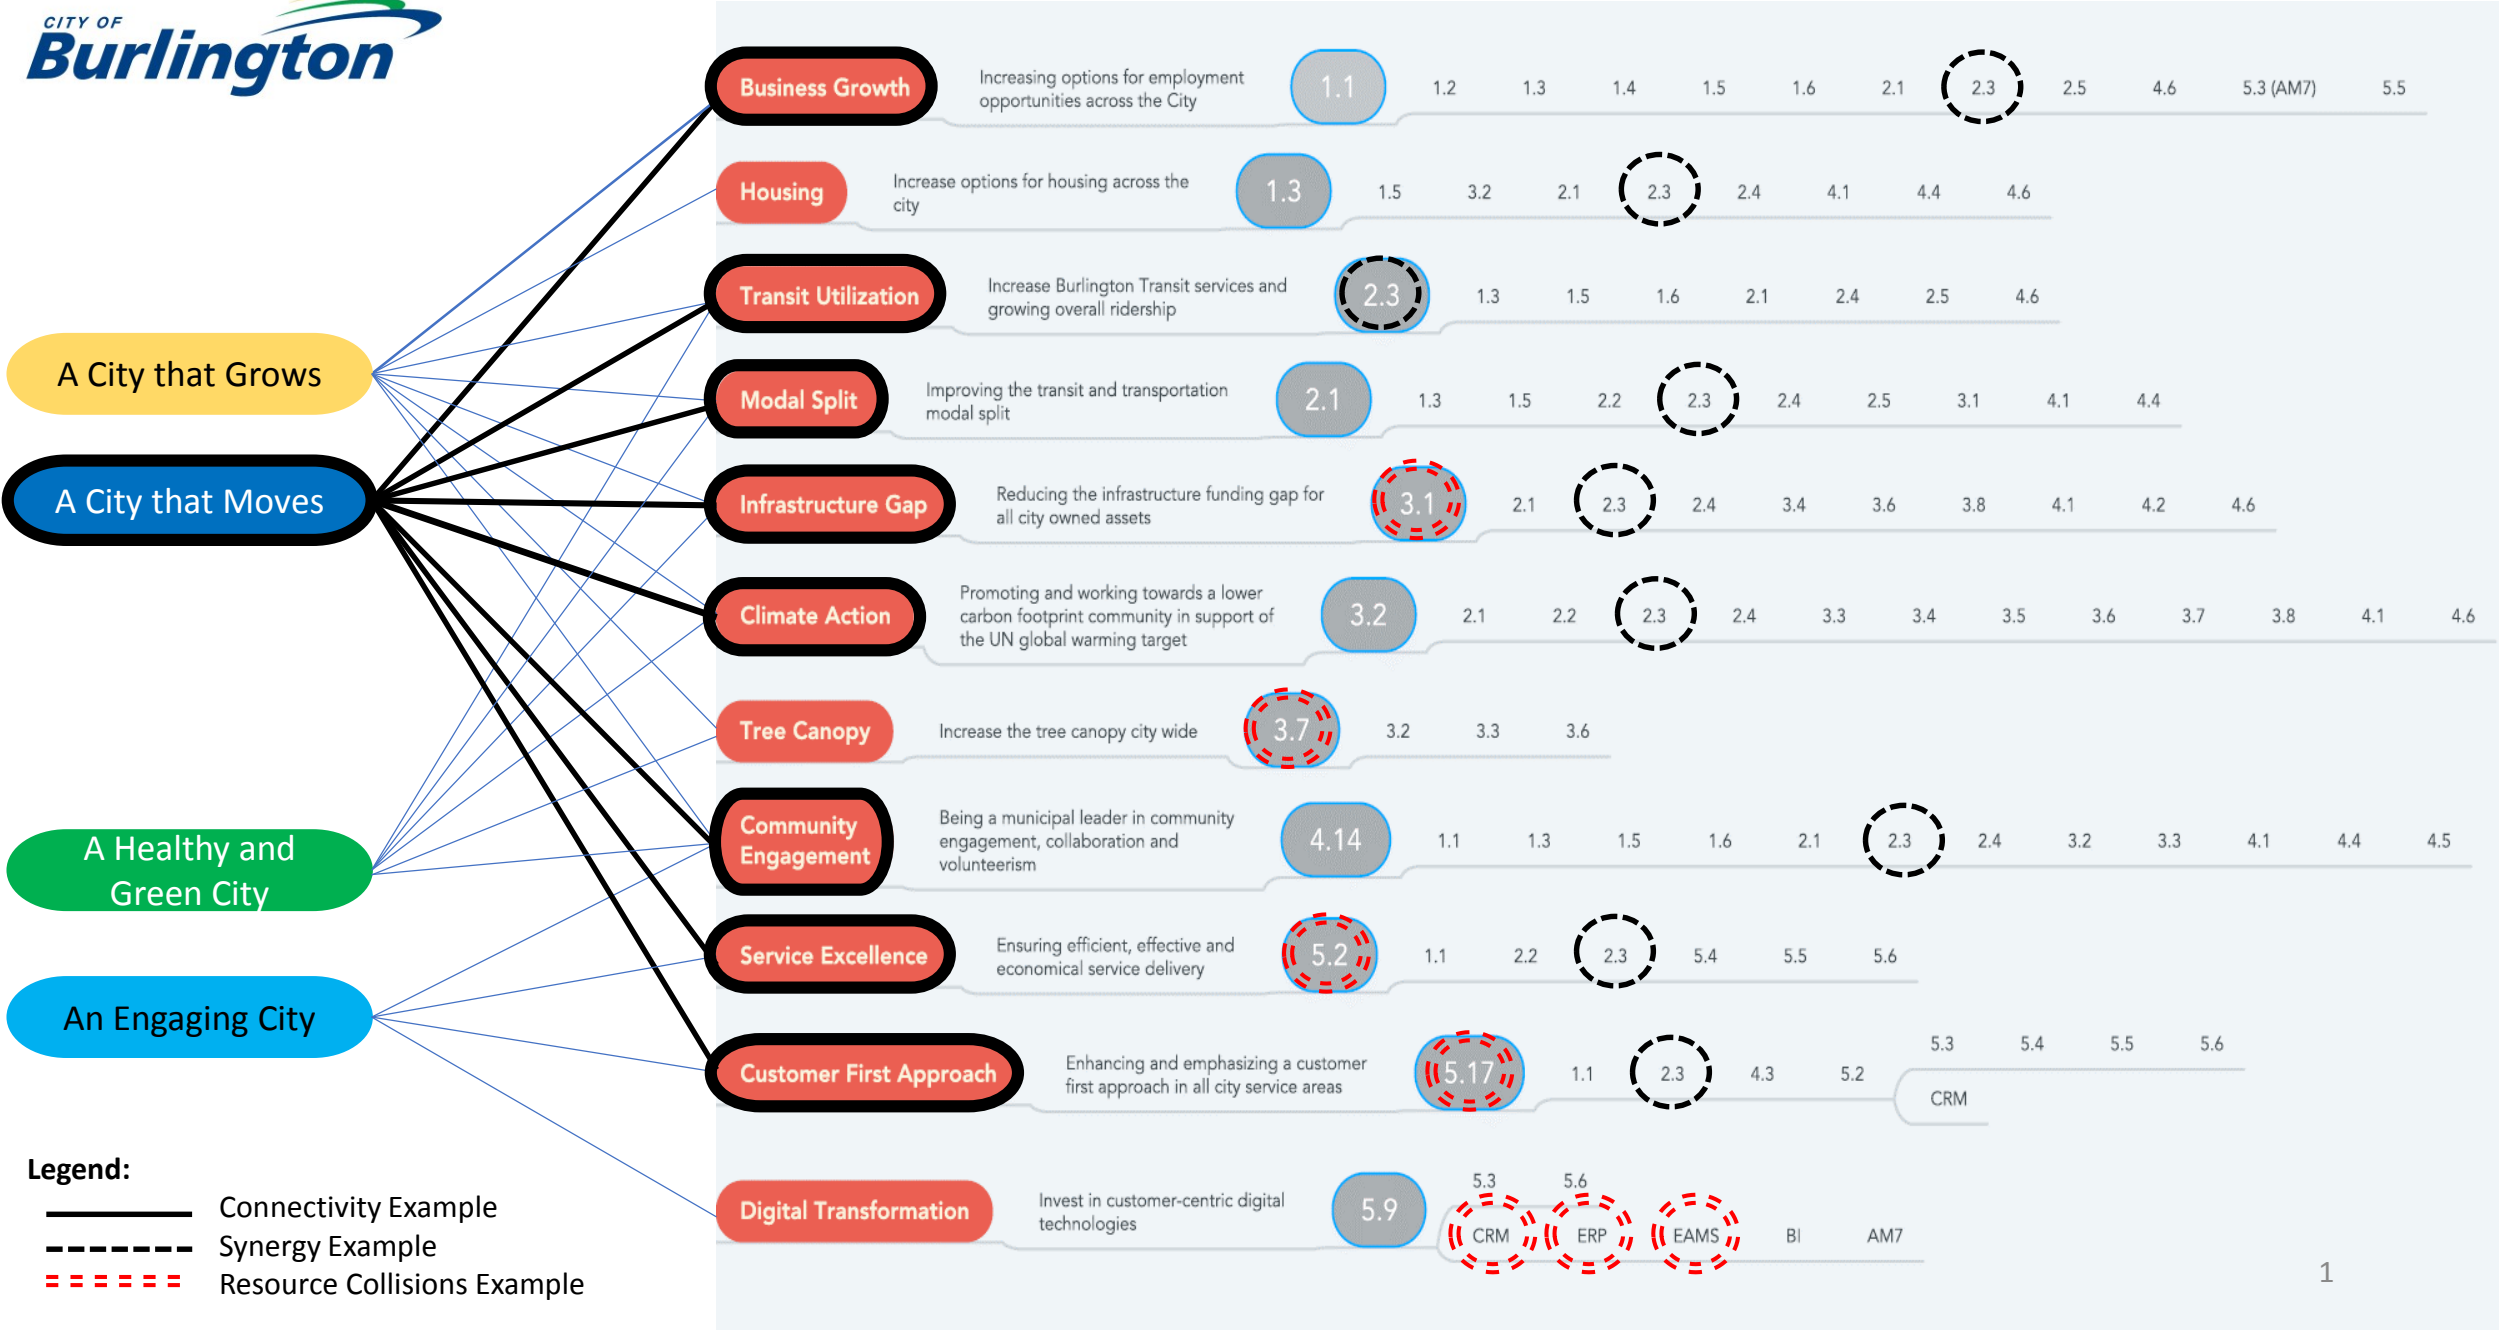 CITY OF
Burlington
Business Growth
Increasing options for employment
opportunities across the City
1.1
1.2 1.3 1.4 1.5 1.6 2.1 2.3 2.5 4.6 5.3 (AM7) 5.5
Housing
Increase options for housing across the
city
1.3
1.5 3.2 2.1 2.3 2.4 4.1 4.4 4.6
Transit Utilization
Increase Burlington Transit services and
growing overall ridership
2.3
1.3 1.5 1.6 2.1 2.4 2.5 4.6
A City that Grows
Modal Split
Improving the transit and transportation
modal split
2.1
1.3 1.5 2.2 2.3 2.4 2.5 3.1 4.1 4.4
A City that Moves
Infrastructure Gap
Reducing the infrastructure funding gap for
all city owned assets
3.1
2.1 2.3 2.4 3.4 3.6 3.8 4.1 4.2 4.6
Climate Action
Promoting and working towards a lower
carbon footprint community in support of
the UN global warming target
3.2
2.1 2.2 2.3 2.4 3.3 3.4 3.5 3.6 3.7 3.8 4.1 4.6
Tree Canopy
Increase the tree canopy city wide
3.7
3.2 3.3 3.6
A Healthy and
Green City
Community
Engagement
Being a municipal leader in community
engagement, collaboration and
volunteerism
4.14
1.1 1.3 1.5 1.6 2.1 2.3 2.4 3.2 3.3 4.1 4.4 4.5
Service Excellence
Ensuring efficient, effective and
economical service delivery
5.2
1.1 2.2 2.3 5.4 5.5 5.6
An Engaging City
Customer First Approach
Enhancing and emphasizing a customer
first approach in all city service areas
5.17
1.1 2.3 4.3 5.2
5.3 5.4 5.5 5.6
CRM
Digital Transformation
Invest in customer-centric digital
technologies
5.9
5.3 5.6
CRM ERP EAMS BI AM7
Legend:
Connectivity Example
Synergy Example
Resource Collisions Example
1